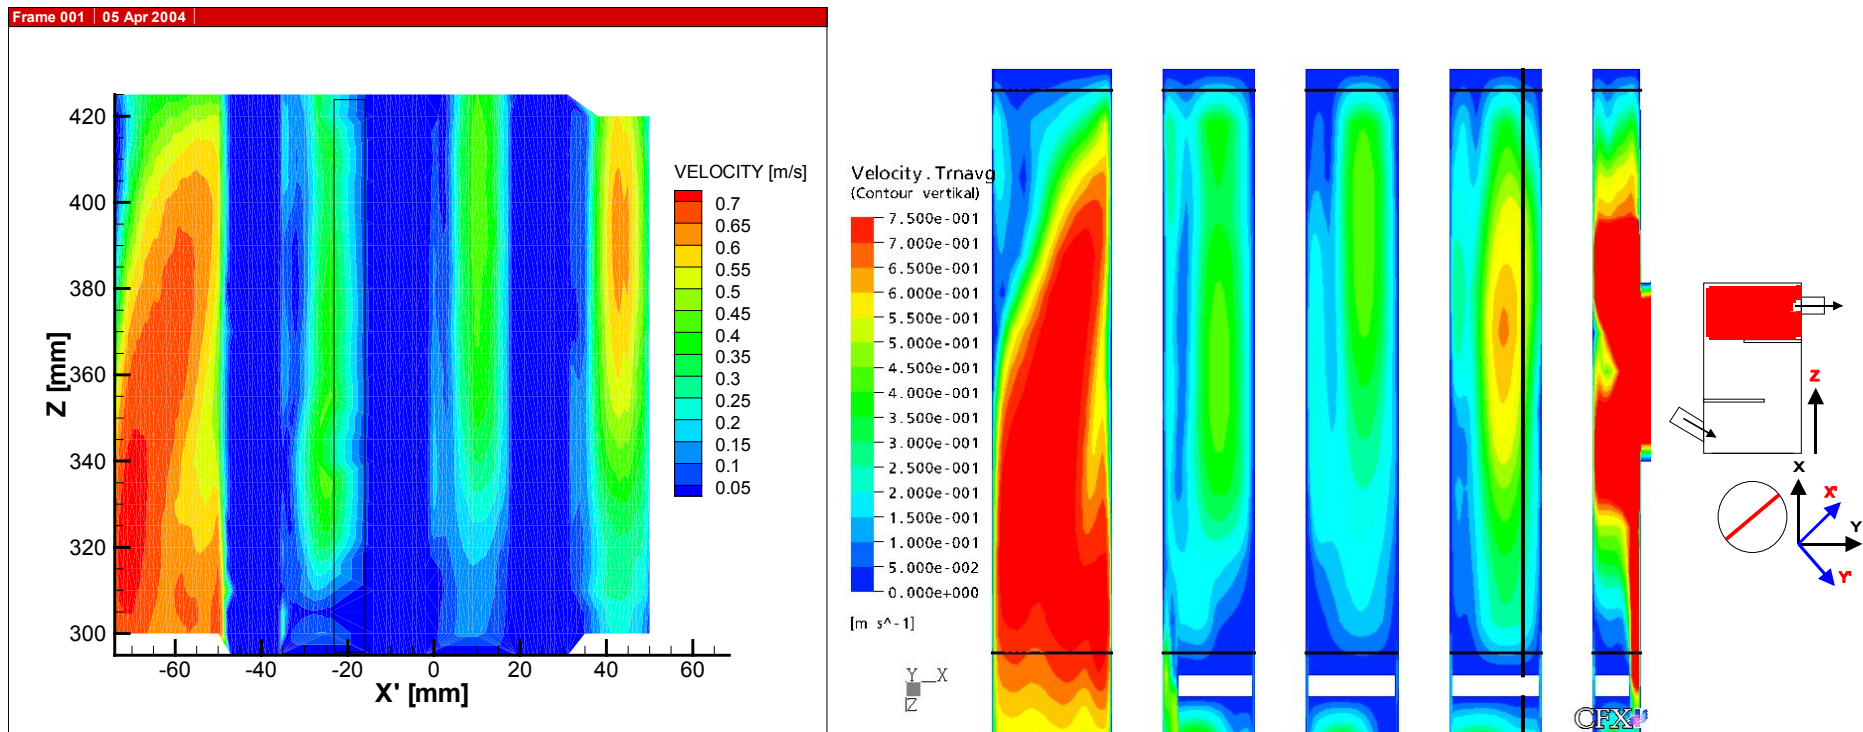 Frame 001 | 05 Apr 2004
420
400
380
360
340
320
300
Z [mm]
-60 -40 -20 0 20 40 60
X' [mm]
VELOCITY [m/s]
0.7
0.65
0.6
0.55
0.5
0.45
0.4
0.35
0.3
0.25
0.2
0.15
0.1
0.05
Velocity.Trnavg
(Contour vertikal)
7.500e-001
7.000e-001
6.500e-001
6.000e-001
5.500e-001
5.000e-001
4.500e-001
4.000e-001
3.500e-001
3.000e-001
2.500e-001
2.000e-001
1.500e-001
1.000e-001
5.000e-002
0.000e+000
[m s^-1]
Y X
Z
CFX
Z
X
X'
Y
Y'